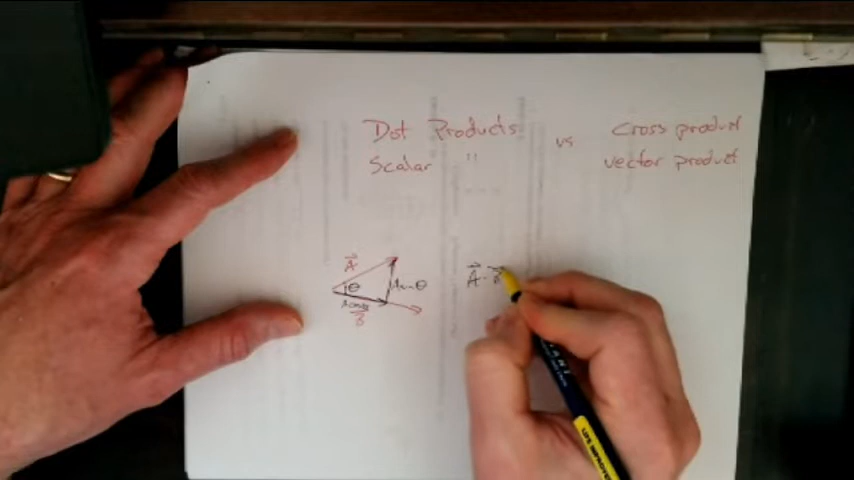 Dot Products vs Cross product
Scalar " vector product
A
θ
B
A · B